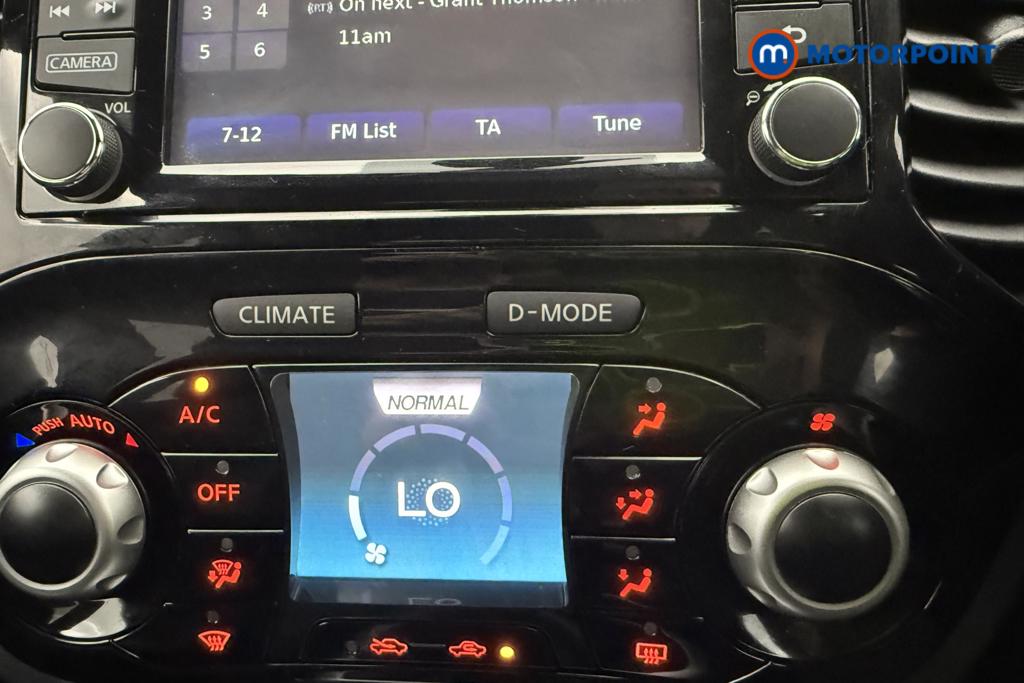 3 4
On next - Grant Thomson
5 6
11am
CAMERA
MOTORPOINT
VOL
7-12 FM List TA Tune
CLIMATE D-MODE
NORMAL
A/C
PUSH AUTO
LO
OFF